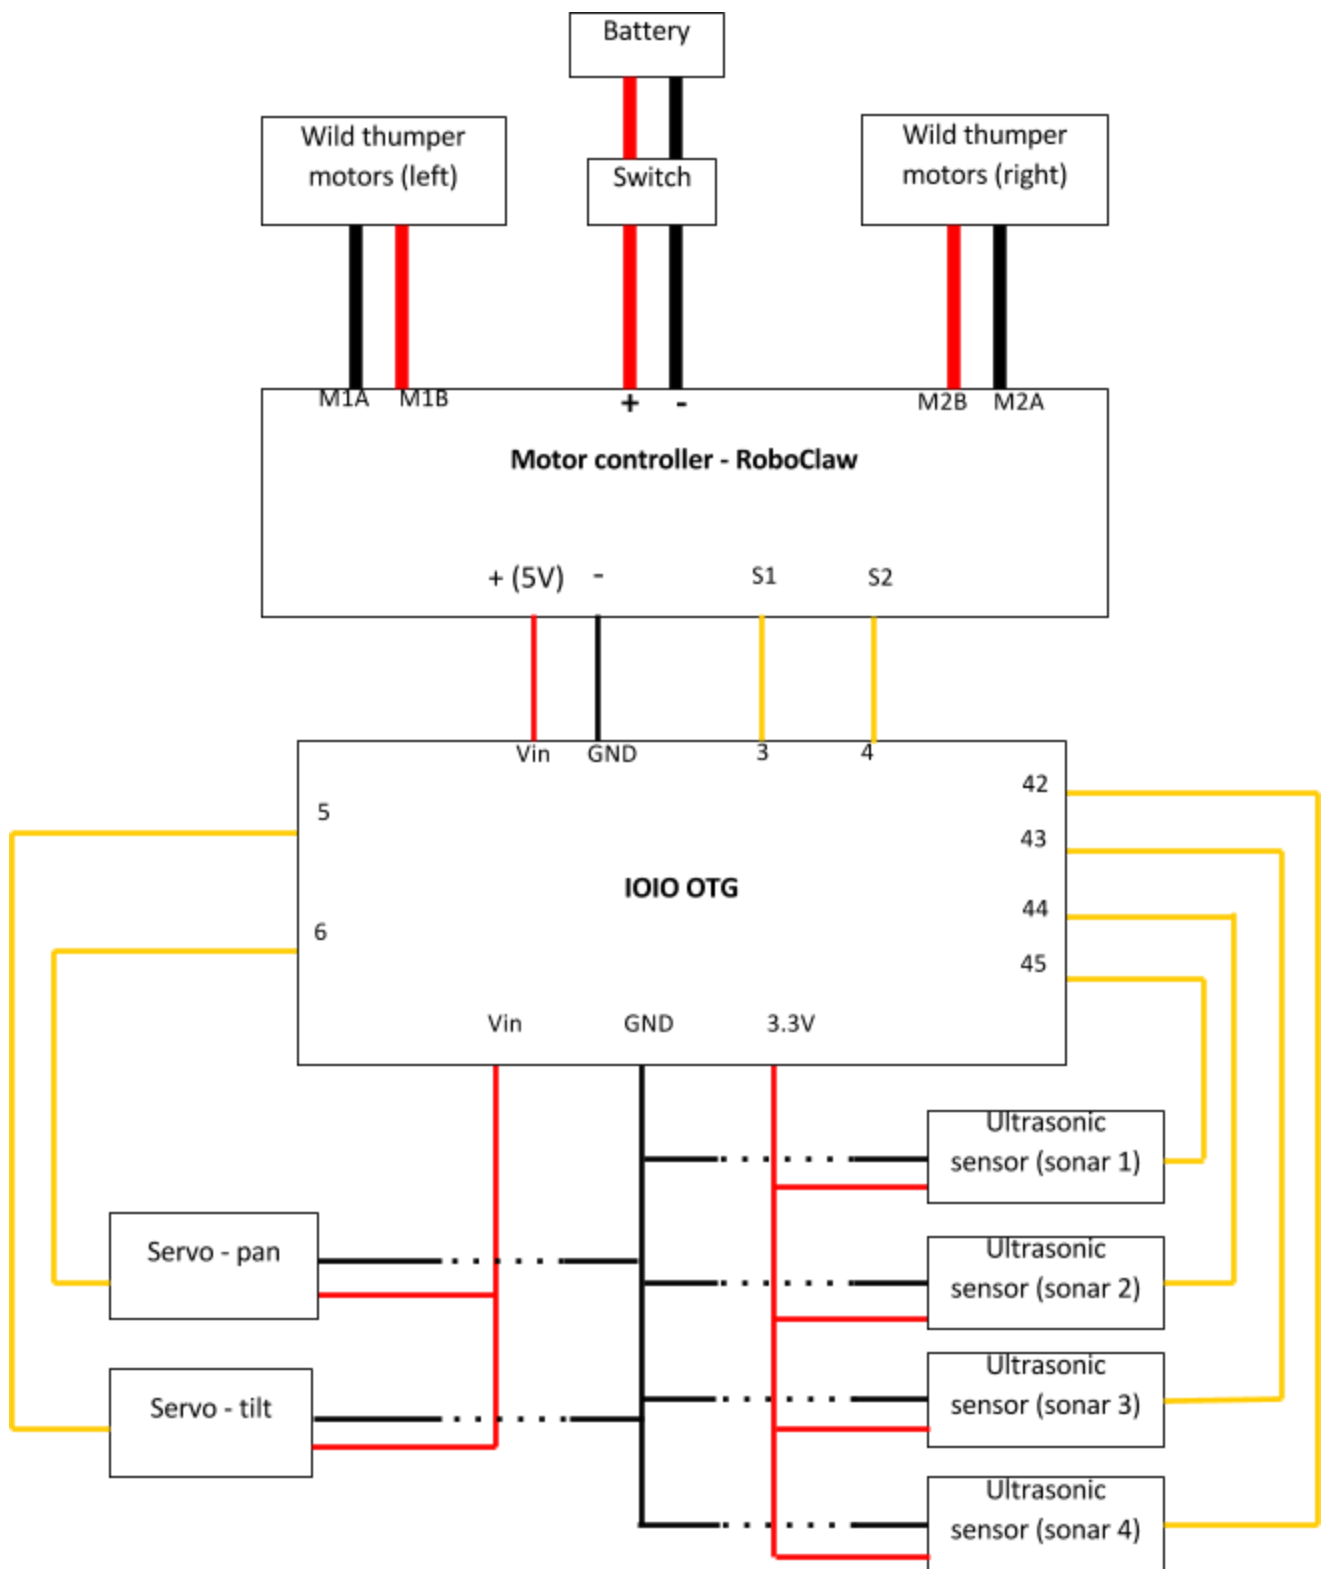 Battery
Wild thumper
motors (left)
Switch
Wild thumper
motors (right)
M1A M1B + - M2B M2A
Motor controller - RoboClaw
+ (5V) - S1 S2
Vin GND 3 4
42
5
43
IOIO OTG
44
6
45
Vin GND 3.3V
Ultrasonic
sensor (sonar 1)
Servo - pan
Ultrasonic
sensor (sonar 2)
Servo - tilt
Ultrasonic
sensor (sonar 3)
Ultrasonic
sensor (sonar 4)